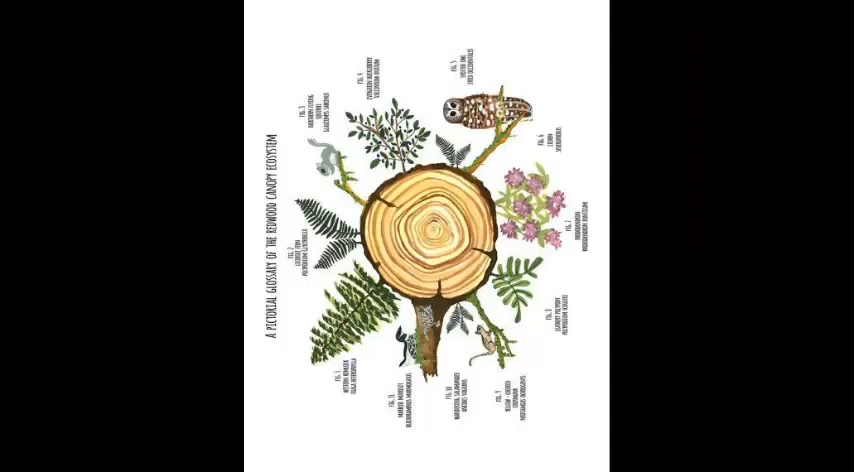 A PICTORIAL GLOSSARY OF THE REDWOOD CANOPY ECOSYSTEM
FIG. 1
WESTERN HEMLOCK
TSUGA HETEROPHYLLA
FIG. 2
LICORICE FERN
POLYPODIUM GLYCYRRHIZA
FIG. 3
NORTHERN FLYING
SQUIRREL
GLAUCOMYS SABRINUS
FIG. 4
EVERGREEN HUCKLEBERRY
VACCINIUM OVATUM
FIG. 5
SPOTTED OWL
STRIX OCCIDENTALIS
FIG. 6
LICHEN
FIG. 7
RHODODENDRON
RHODODENDRON
FIG. 8
LEATHERY POLYPODY
POLYPODIUM SCOULERI
FIG. 9
YELLOW-CHEEKED
CHIPMUNK
FIG. 10
WANDERING SALAMANDER
ANEIDES VAGRANS
FIG. 11
MARBLED MURRELET
BRACHYRAMPHUS MARMORATUS